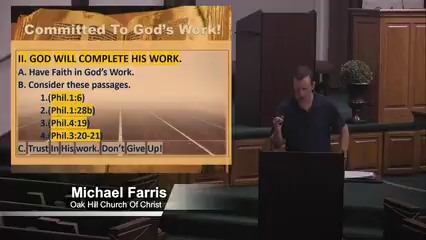 Committed To God's Work!
II. GOD WILL COMPLETE HIS WORK.
A. Have Faith in God's Work.
B. Consider these passages.
1.(Phil.1:6)
2.(Phil.1:28b)
3.(Phil.4:19)
4.(Phil.3:20-21)
C. Trust In His work. Don't Give Up!
Michael Farris
Oak Hill Church Of Christ